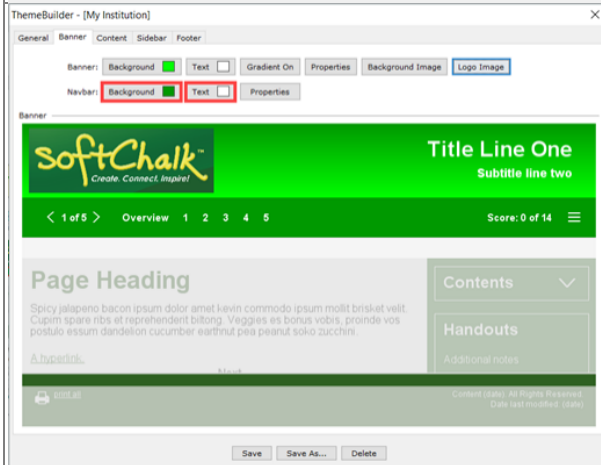 ThemeBuilder - [My Institution]
General Banner Content Sidebar Footer
Banner: Background Text Gradient On Properties Background Image Logo Image
Navbar: Background Text Properties
Banner
SoftChalk™
Create. Connect. Inspire!
Title Line One
Subtitle line two
< 1 of 5 > Overview 1 2 3 4 5 Score: 0 of 14
Page Heading
Spicy jalapeno bacon ipsum dolor amet kevin commodo ipsum mollit brisket velit.
Cupim spare ribs et reprehenderit biltong. Veggies es bonus vobis, proinde vos
postulo essum dandelion cucumber earthnut pea peanut soko zucchini.
A hyperlink.
Next
Contents
Handouts
Additional notes
print all
Content (date). All Rights Reserved.
Date last modified: (date)
Save Save As... Delete